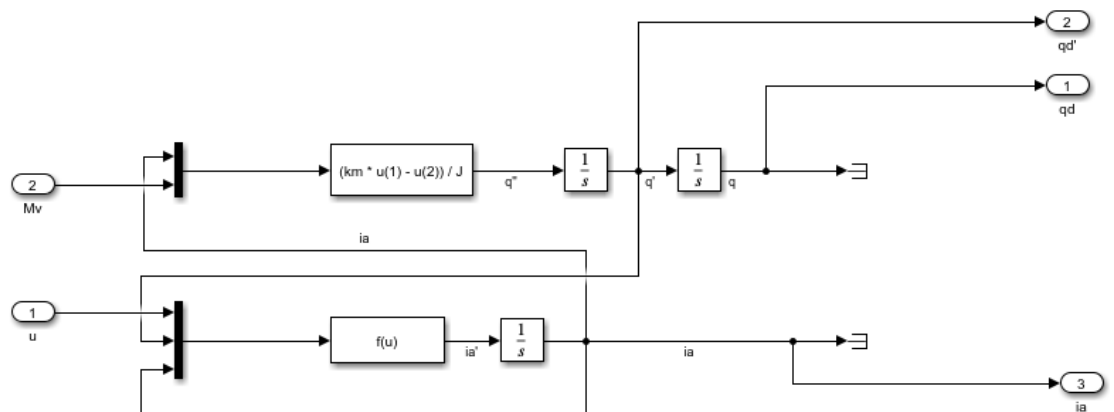 2
qd'
1
qd
(km * u(1) - u(2)) / J
q''
1
s
q'
1
s
q
2
Mv
ia
1
u
f(u)
ia'
1
s
ia
3
ia